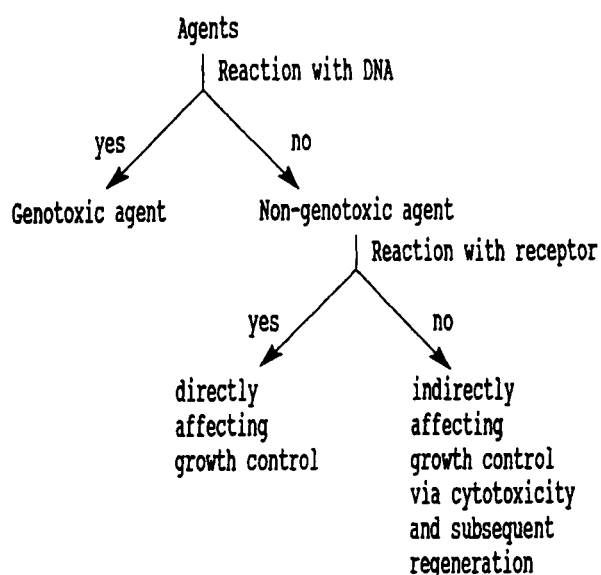 Agents
Reaction with DNA
yes
no
Genotoxic agent
Non-genotoxic agent
Reaction with receptor
yes
no
directly
affecting
growth control
indirectly
affecting
growth control
via cytotoxicity
and subsequent
regeneration